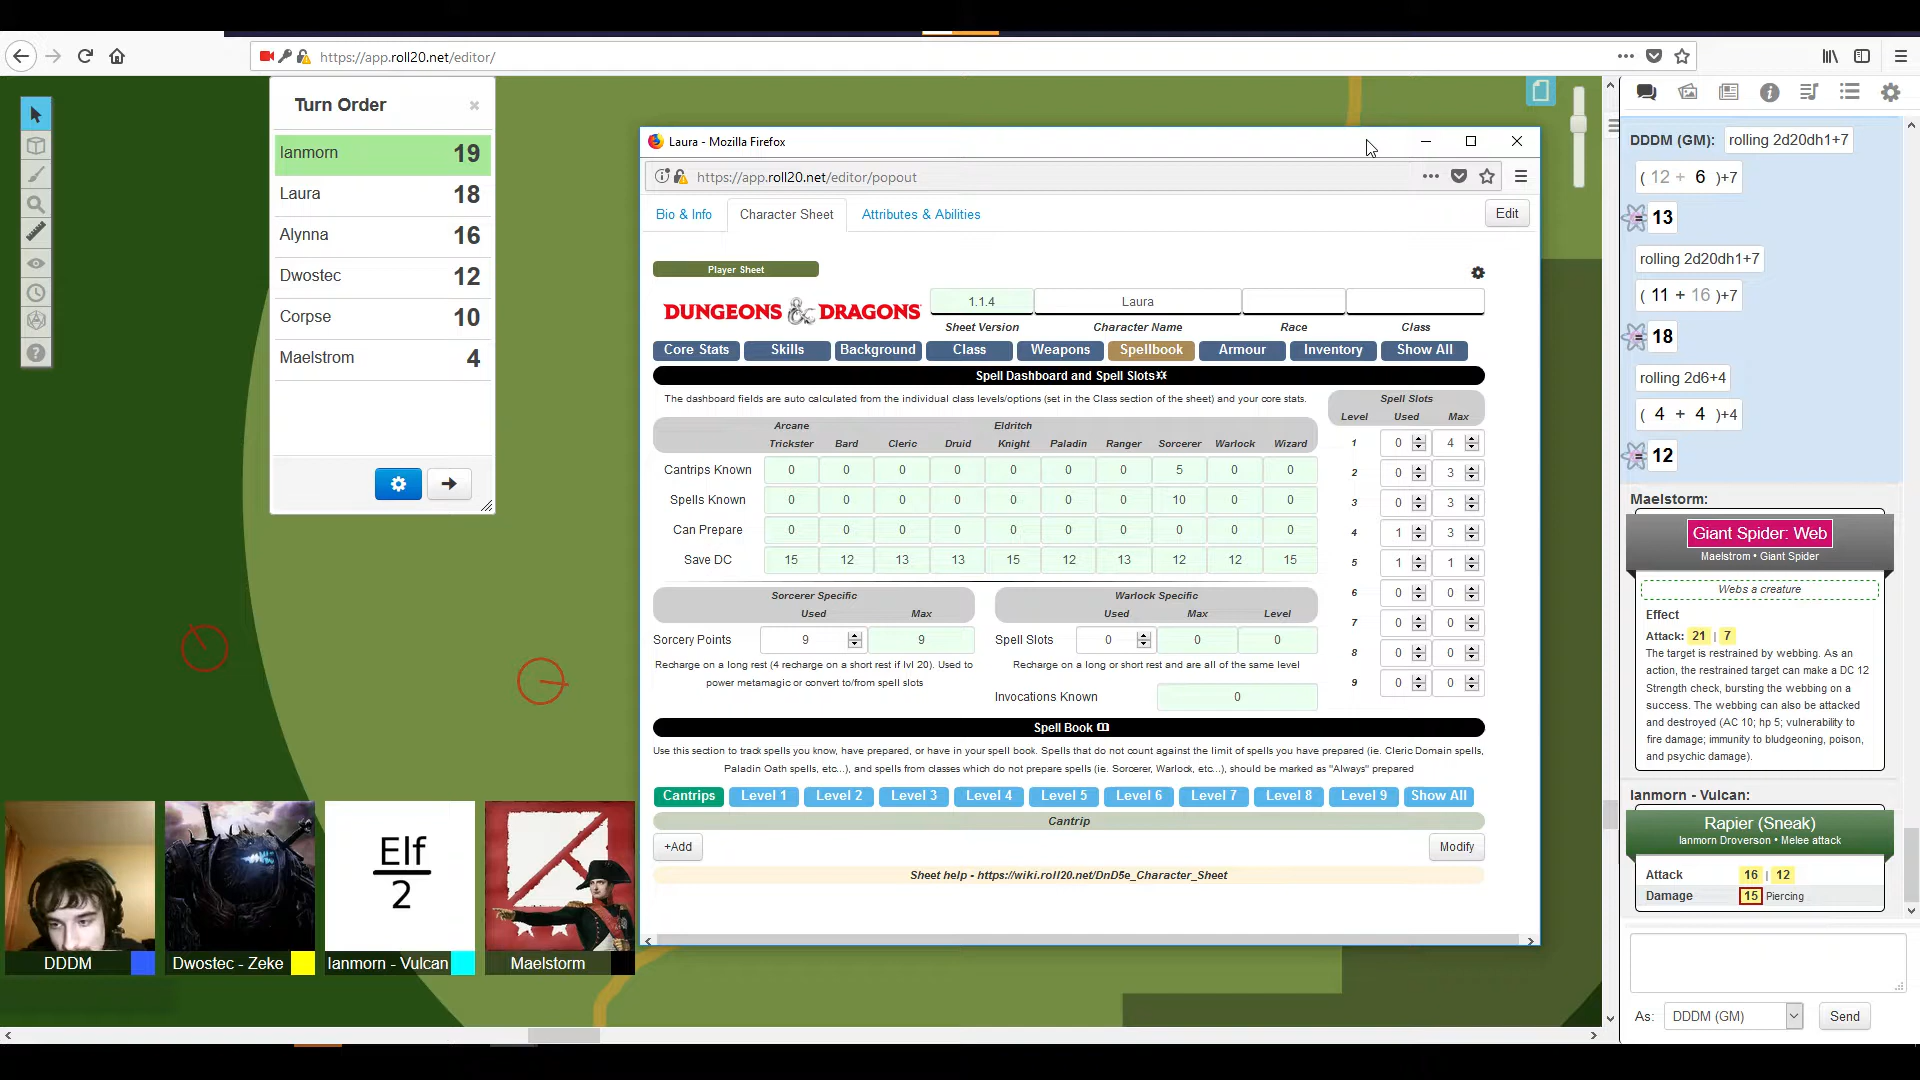 https://app.roll20.net/editor/
Turn Order ×
Ianmorn 19
Laura 18
Alynna 16
Dwostec 12
Corpse 10
Maelstrom 4
Laura - Mozilla Firefox
https://app.roll20.net/editor/popout
Bio & Info Character Sheet Attributes & Abilities Edit
Player Sheet
DUNGEONS & DRAGONS
1.1.4 Laura
Sheet Version Character Name Race Class
Core Stats Skills Background Class Weapons Spellbook Armour Inventory Show All
Spell Dashboard and Spell Slots
The dashboard fields are auto calculated from the individual class levels/options (set in the Class section of the sheet) and your core stats.
Arcane Trickster Bard Cleric Druid Eldritch Knight Paladin Ranger Sorcerer Warlock Wizard
Cantrips Known 0 0 0 0 0 0 0 5 0 0
Spells Known 0 0 0 0 0 0 0 10 0 0
Can Prepare 0 0 0 0 0 0 0 0 0 0
Save DC 15 12 13 13 15 12 13 12 12 15
Spell Slots
Level Used Max
1 0 4
2 0 3
3 0 3
4 1 3
5 1 1
6 0 0
7 0 0
8 0 0
9 0 0
Sorcerer Specific
Used Max
Sorcery Points 9 9
Recharge on a long rest (4 recharge on a short rest if lvl 20). Used to
power metamagic or convert to/from spell slots
Warlock Specific
Used Max Level
Spell Slots 0 0 0
Recharge on a long or short rest and are all of the same level
Invocations Known 0
Spell Book
Use this section to track spells you know, have prepared, or have in your spell book. Spells that do not count against the limit of spells you have prepared (ie. Cleric Domain spells,
Paladin Oath spells, etc...), and spells from classes which do not prepare spells (ie. Sorcerer, Warlock, etc...), should be marked as "Always" prepared
Cantrips Level 1 Level 2 Level 3 Level 4 Level 5 Level 6 Level 7 Level 8 Level 9 Show All
Cantrip
+Add Modify
Sheet help - https://wiki.roll20.net/DnD5e_Character_Sheet
Elf
2
DDDM
Dwostec - Zeke
Ianmorn - Vulcan
Maelstorm
DDDM (GM): rolling 2d20dh1+7
( 12 + 6 )+7
= 13
rolling 2d20dh1+7
( 11 + 16 )+7
= 18
rolling 2d6+4
( 4 + 4 )+4
= 12
Maelstorm:
Giant Spider: Web
Maelstrom • Giant Spider
Webs a creature
Effect
Attack: 21 | 7
The target is restrained by webbing. As an
action, the restrained target can make a DC 12
Strength check, bursting the webbing on a
success. The webbing can also be attacked
and destroyed (AC 10; hp 5; vulnerability to
fire damage; immunity to bludgeoning, poison,
and psychic damage).
Ianmorn - Vulcan:
Rapier (Sneak)
Ianmorn Droverson • Melee attack
Attack 16 | 12
Damage 15 Piercing
As: DDDM (GM) Send